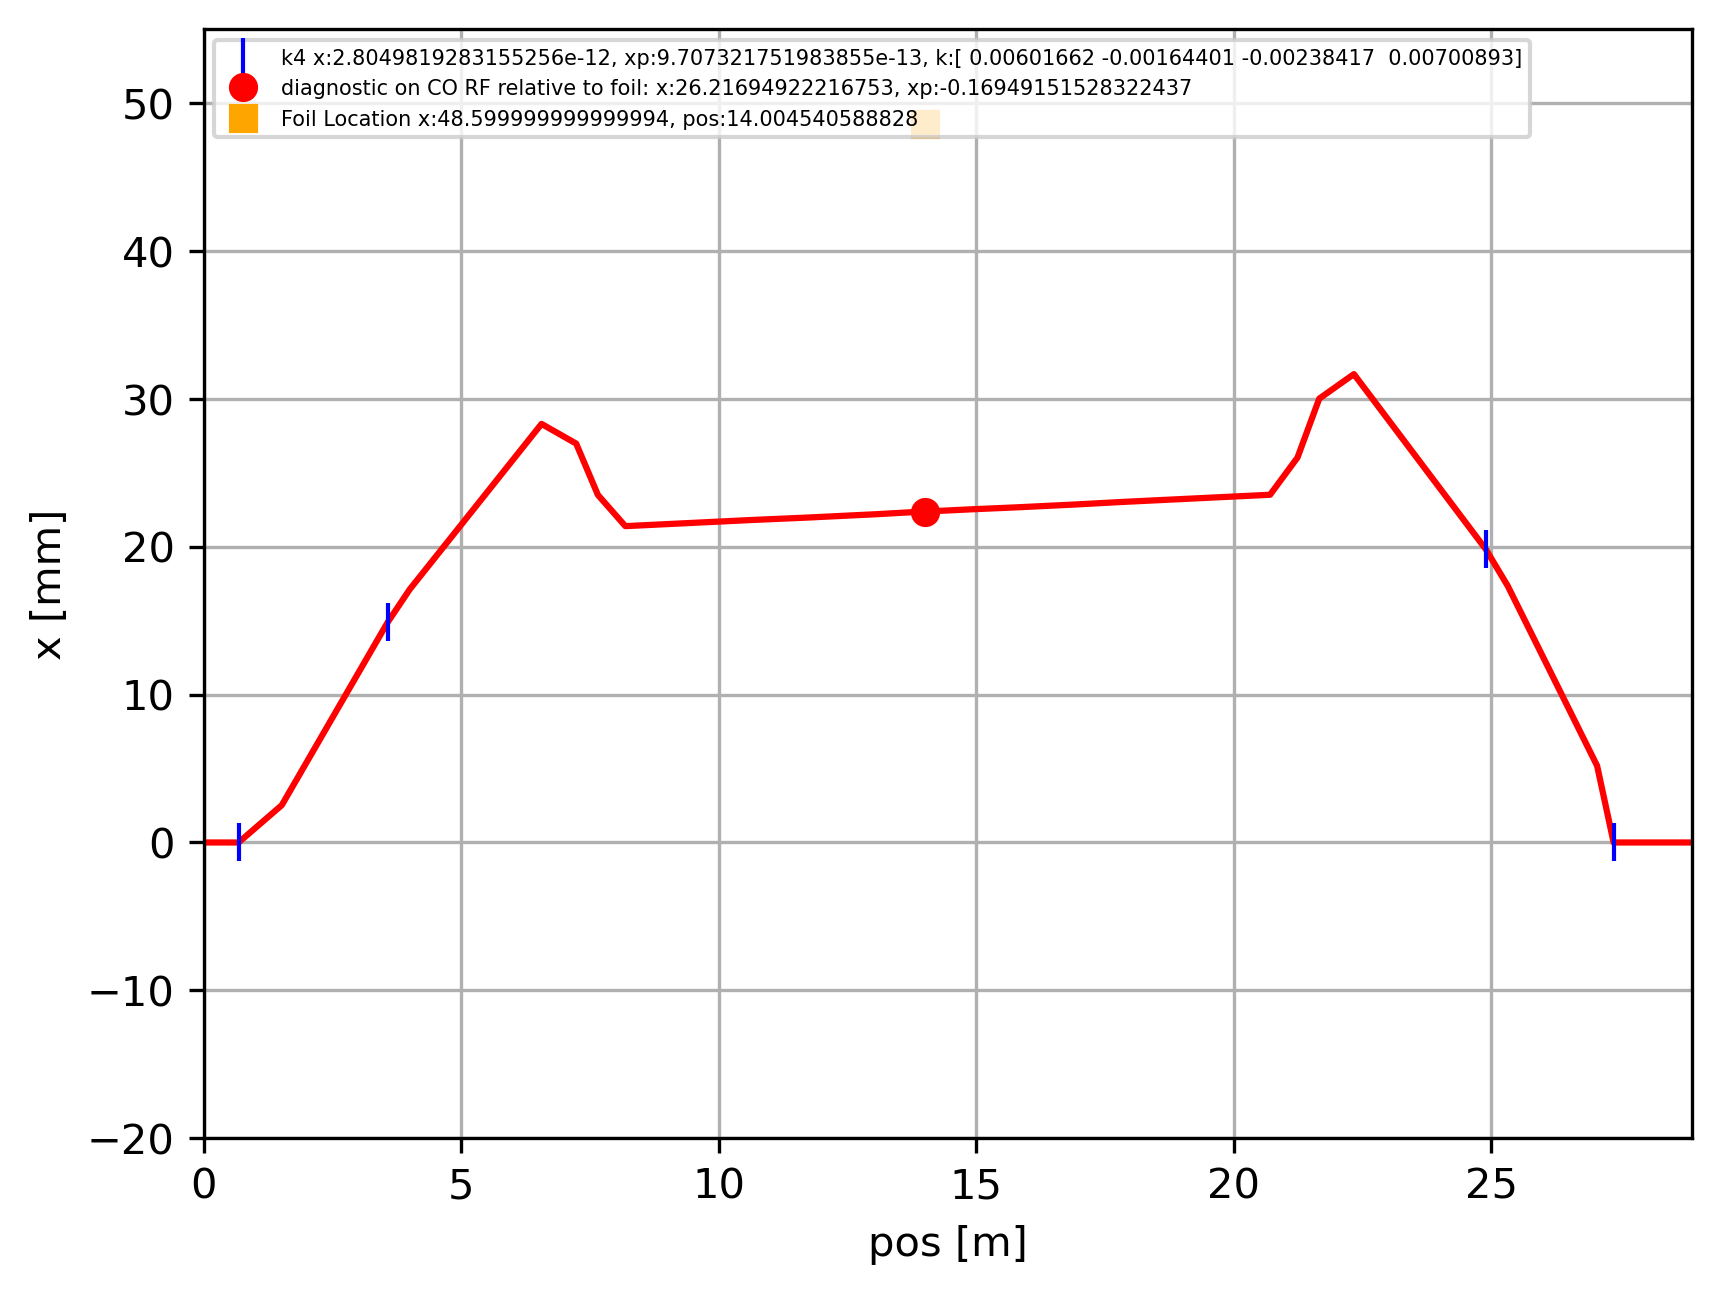 k4 x:2.8049819283155256e-12, xp:9.707321751983855e-13, k:[ 0.00601662 -0.00164401 -0.00238417  0.00700893]
diagnostic on CO RF relative to foil: x:26.21694922216753, xp:-0.16949151528322437
Foil Location x:48.599999999999994, pos:14.004540588828
50
40
30
20
10
0
−10
−20
x [mm]
0 5 10 15 20 25
pos [m]